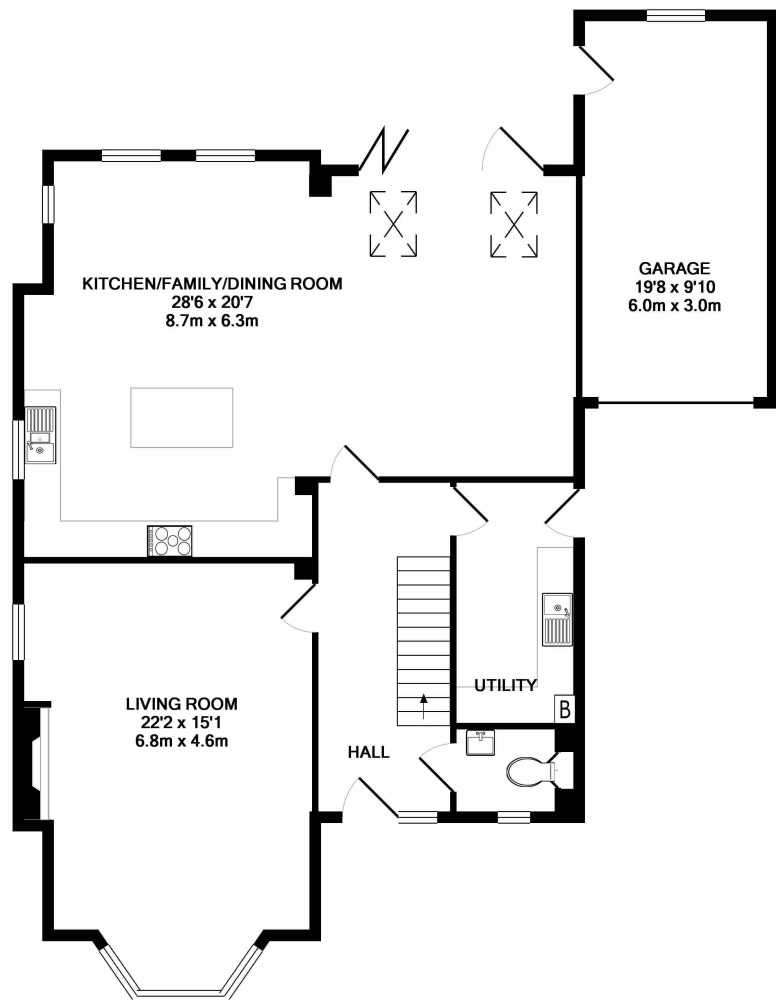 GARAGE
19'8 x 9'10
6.0m x 3.0m
KITCHEN/FAMILY/DINING ROOM
28'6 x 20'7
8.7m x 6.3m
LIVING ROOM
22'2 x 15'1
6.8m x 4.6m
UTILITY
B
HALL